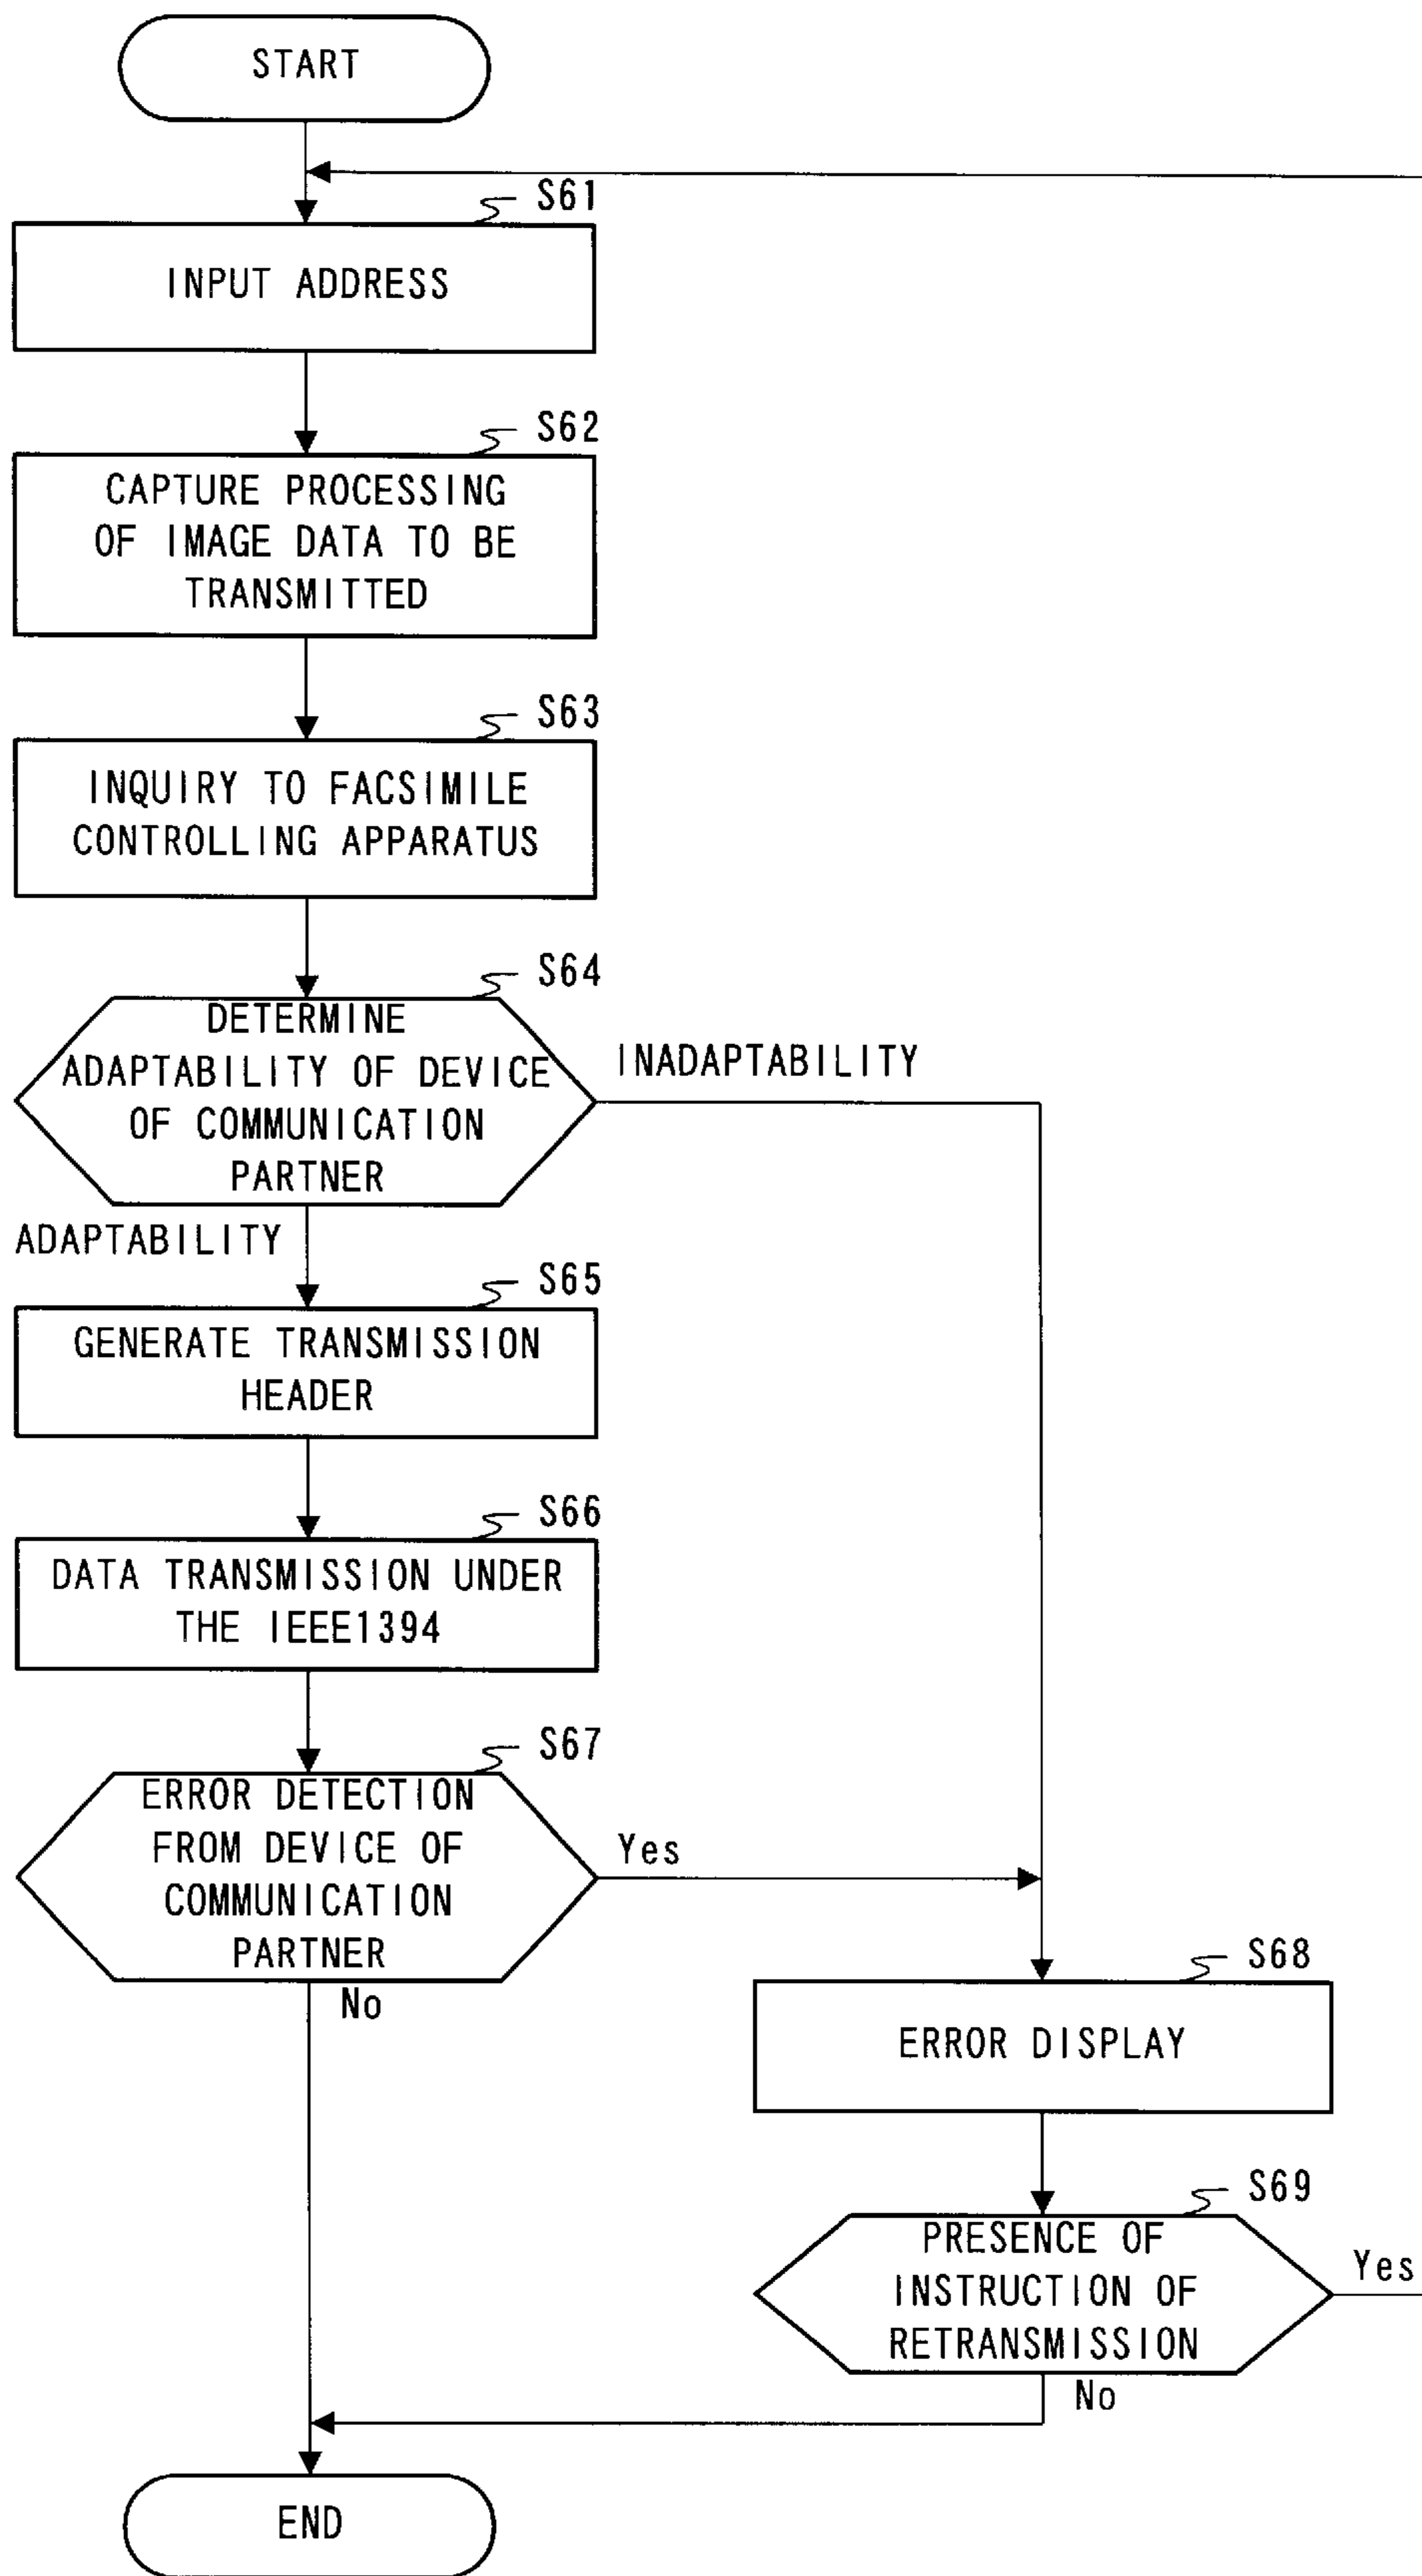 START
S61
INPUT ADDRESS
S62
CAPTURE PROCESSING
OF IMAGE DATA TO BE
TRANSMITTED
S63
INQUIRY TO FACSIMILE
CONTROLLING APPARATUS
S64
DETERMINE
ADAPTABILITY OF DEVICE
OF COMMUNICATION
PARTNER
INADAPTABILITY
ADAPTABILITY
S65
GENERATE TRANSMISSION
HEADER
S66
DATA TRANSMISSION UNDER
THE IEEE1394
S67
ERROR DETECTION
FROM DEVICE OF
COMMUNICATION
PARTNER
Yes
No
S68
ERROR DISPLAY
S69
PRESENCE OF
INSTRUCTION OF
RETRANSMISSION
Yes
No
END